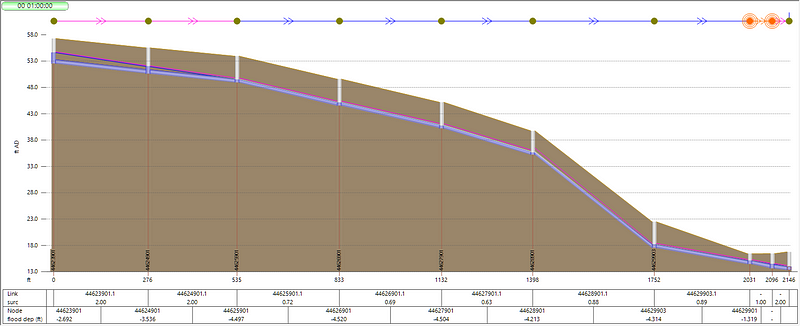 00 01:00:00
58.0
53.0
48.0
43.0
38.0
33.0
28.0
23.0
18.0
13.0
ft AD
ft 0 276 535 833 1132 1398 1752 2031 2096 2146
Link 44623901.1 44624901.1 44625901.1 44626901.1 44627901.1 44628901.1 44629903.1 - -
surc 2.00 2.00 0.72 0.69 0.63 0.88 0.89 1.00 2.00
Node 44623901 44624901 44625901 44626901 44627901 44628901 44629903 44629901 -
flood dep (ft) -2.692 -3.536 -4.497 -4.520 -4.504 -4.213 -4.314 -1.319 -